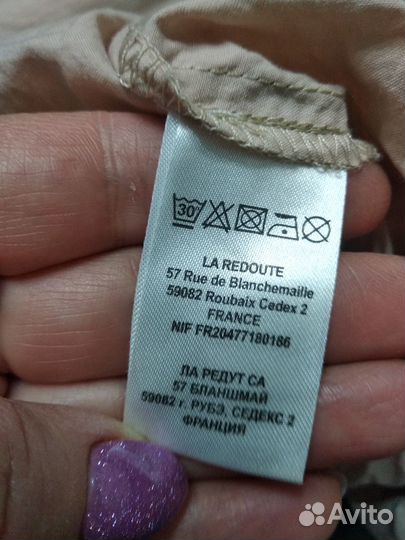 30
LA REDOUTE
57 Rue de Blanchemaille
59082 Roubaix Cedex 2
FRANCE
NIF FR20477180186
ЛА РЕДУТ СА
57 БЛАНШМАЙ
59082 г. РУБЭ, СЕДЕКС 2
ФРАНЦИЯ
Avito